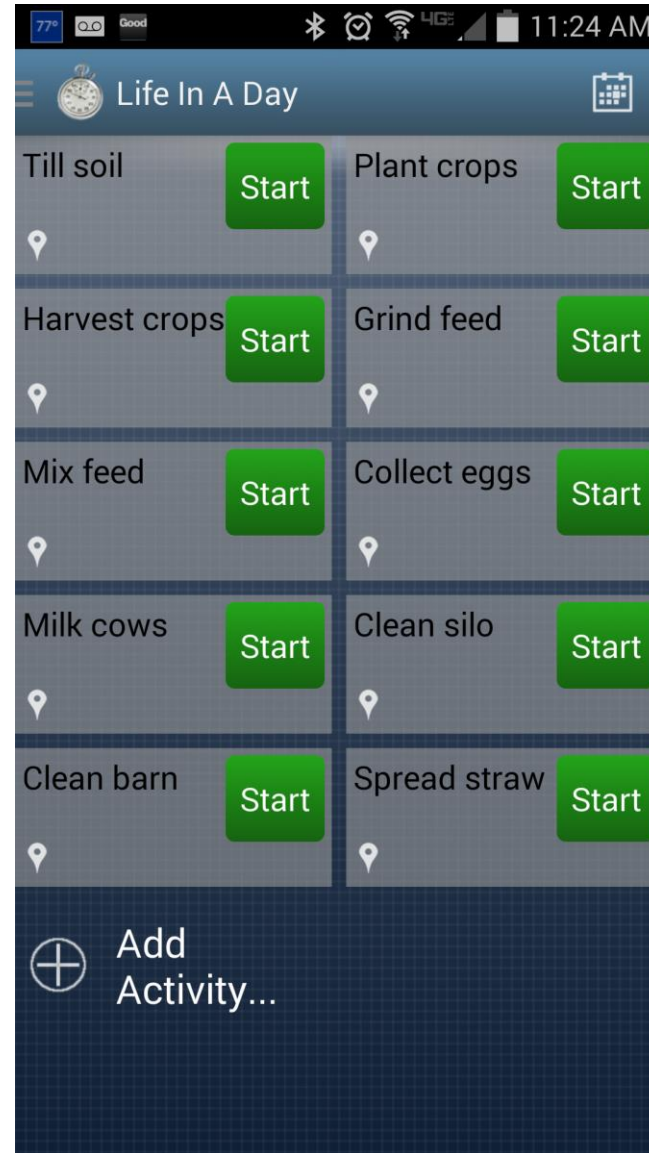 77° Good 4GE 11:24 AM
Life In A Day
Till soil Start Plant crops Start
Harvest crops Start Grind feed Start
Mix feed Start Collect eggs Start
Milk cows Start Clean silo Start
Clean barn Start Spread straw Start
Add
Activity...